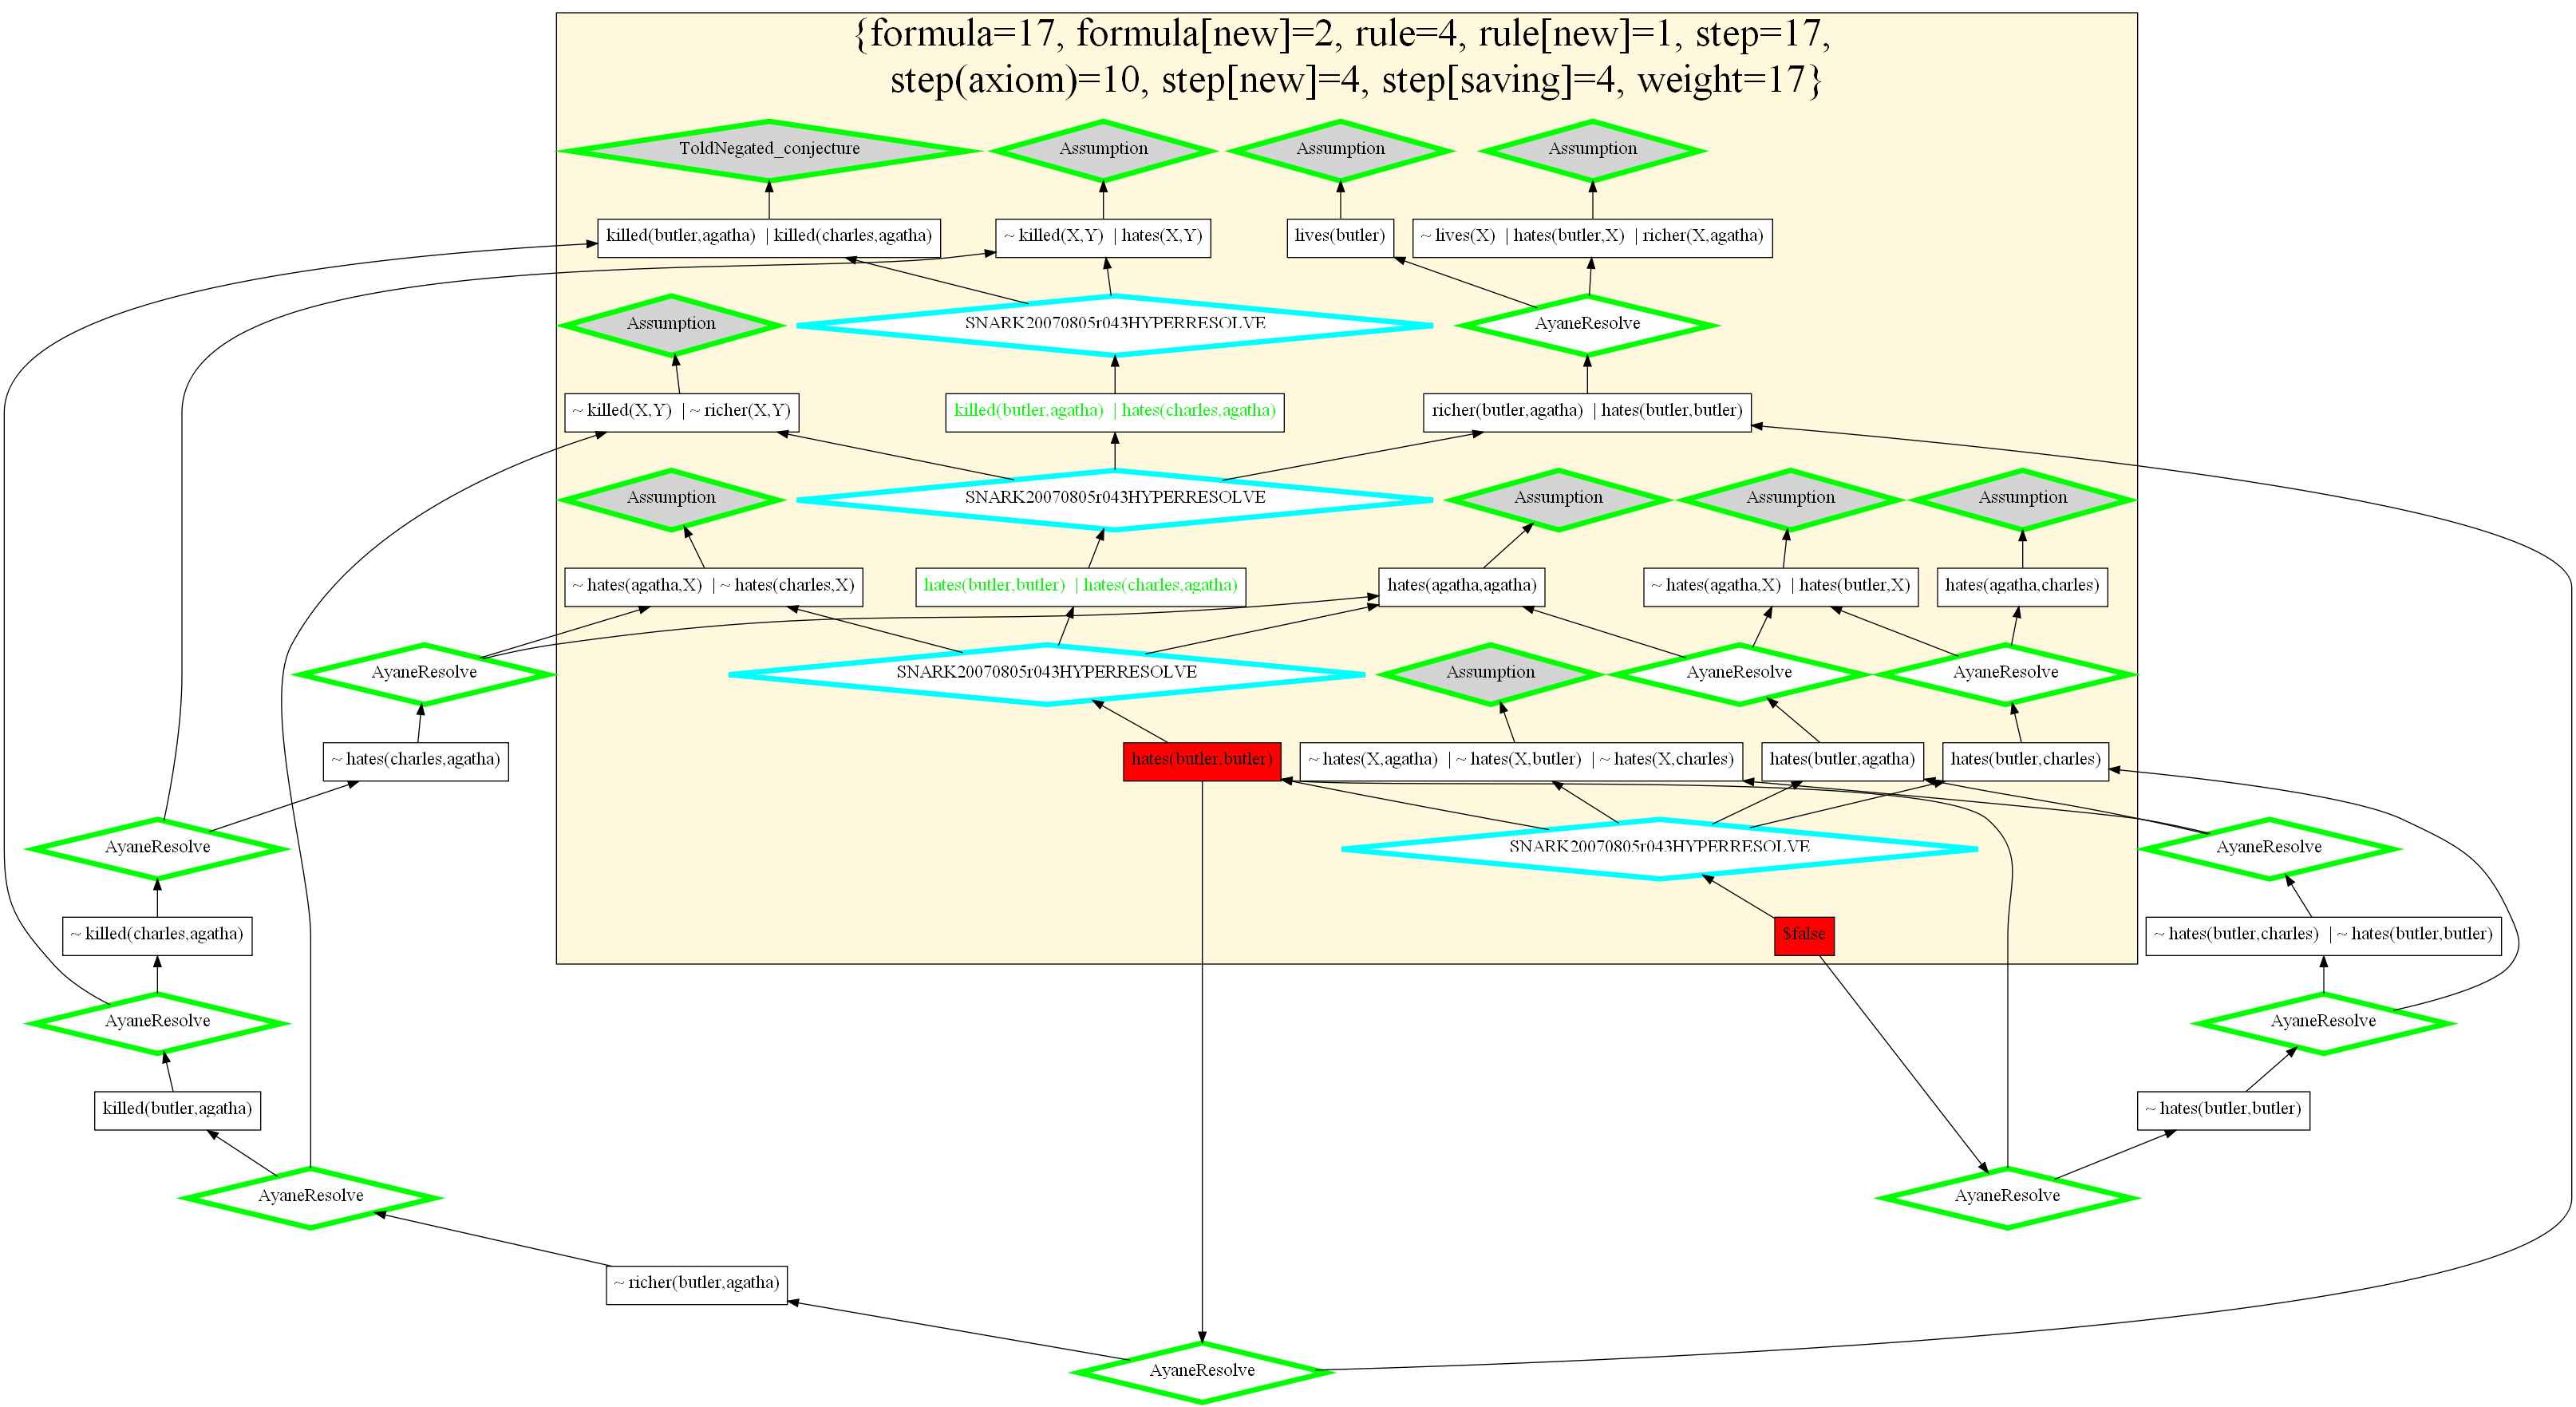 {formula=17, formula[new]=2, rule=4, rule[new]=1, step=17,
step(axiom)=10, step[new]=4, step[saving]=4, weight=17}
ToldNegated_conjecture
Assumption
Assumption
Assumption
killed(butler,agatha) | killed(charles,agatha)
~ killed(X,Y) | hates(X,Y)
lives(butler)
~ lives(X) | hates(butler,X) | richer(X,agatha)
Assumption
SNARK20070805r043HYPERRESOLVE
AyaneResolve
~ killed(X,Y) | ~ richer(X,Y)
killed(butler,agatha) | hates(charles,agatha)
richer(butler,agatha) | hates(butler,butler)
Assumption
SNARK20070805r043HYPERRESOLVE
Assumption
Assumption
Assumption
~ hates(agatha,X) | ~ hates(charles,X)
hates(butler,butler) | hates(charles,agatha)
hates(agatha,agatha)
~ hates(agatha,X) | hates(butler,X)
hates(agatha,charles)
AyaneResolve
SNARK20070805r043HYPERRESOLVE
Assumption
AyaneResolve
AyaneResolve
~ hates(charles,agatha)
hates(butler,butler)
~ hates(X,agatha) | ~ hates(X,butler) | ~ hates(X,charles)
hates(butler,agatha)
hates(butler,charles)
AyaneResolve
SNARK20070805r043HYPERRESOLVE
AyaneResolve
~ killed(charles,agatha)
$false
~ hates(butler,charles) | ~ hates(butler,butler)
AyaneResolve
AyaneResolve
killed(butler,agatha)
~ hates(butler,butler)
AyaneResolve
AyaneResolve
~ richer(butler,agatha)
AyaneResolve